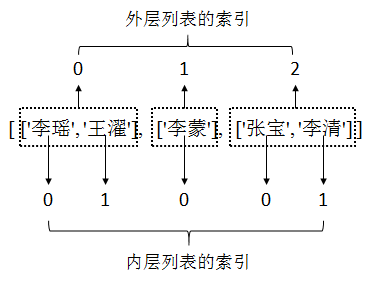 外层列表的索引
0 1 2
[ ['李瑶','王濯'], ['李蒙'], ['张宝','李清'] ]
0 1 0 0 1
内层列表的索引